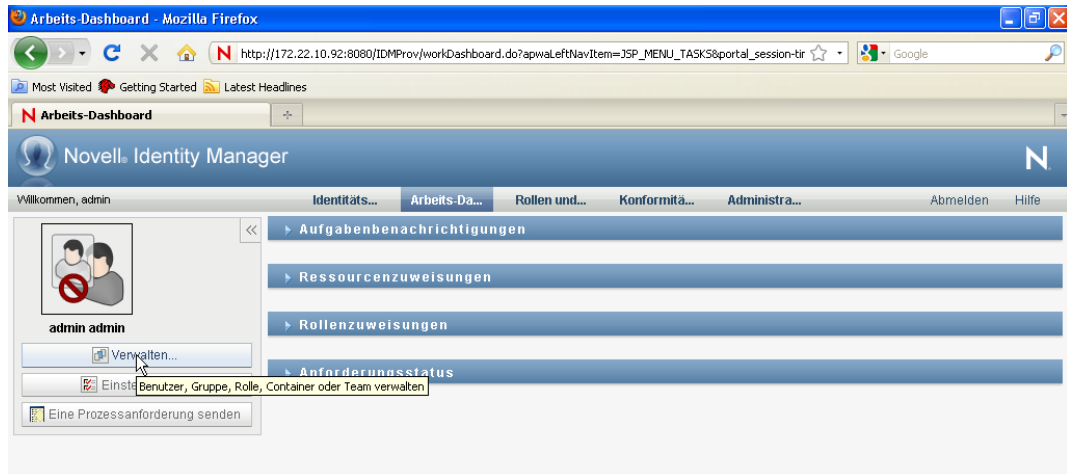 Arbeits-Dashboard - Mozilla Firefox
http://172.22.10.92:8080/IDMProv/workDashboard.do?apwaLeftNavItem=JSP_MENU_TASKS&portal_session-tir
Google
Most Visited Getting Started Latest Headlines
N Arbeits-Dashboard
Novell® Identity Manager
N
Willkommen, admin Identitäts... Arbeits-Da... Rollen und... Konformitä... Administra... Abmelden Hilfe
Aufgabenbenachrichtigungen
Ressourcenzuweisungen
Rollenzuweisungen
Anforderungsstatus
admin admin
Verwalten...
Einste
Benutzer, Gruppe, Rolle, Container oder Team verwalten
Eine Prozessanforderung senden